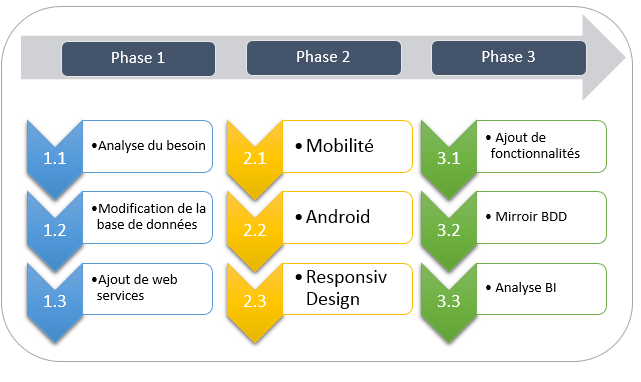 Phase 1
Phase 2
Phase 3
1.1
•Analyse du besoin
1.2
•Modification de la
base de données
1.3
•Ajout de web
services
2.1
•Mobilité
2.2
•Android
2.3
•Responsiv
Design
3.1
•Ajout de
fonctionnalités
3.2
•Mirroir BDD
3.3
•Analyse BI